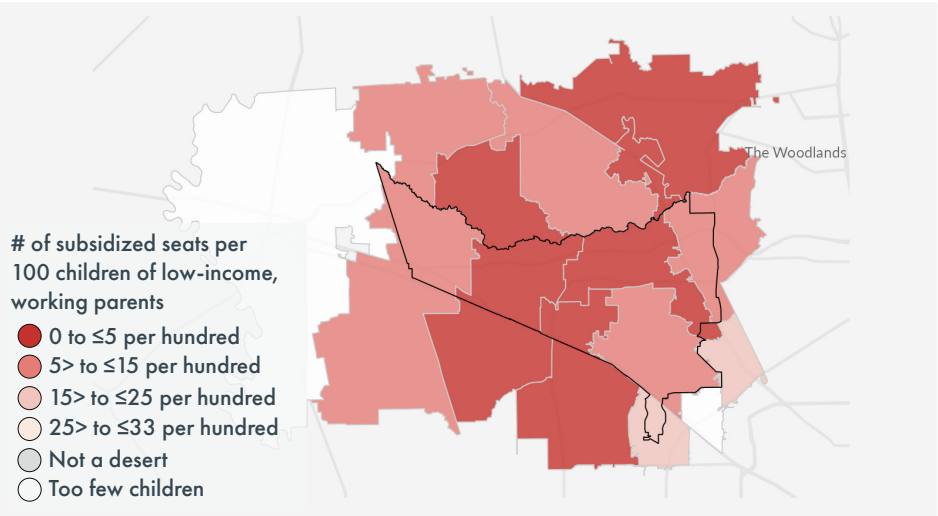 The Woodlands
# of subsidized seats per
100 children of low-income,
working parents
0 to ≤5 per hundred
5> to ≤15 per hundred
15> to ≤25 per hundred
25> to ≤33 per hundred
Not a desert
Too few children